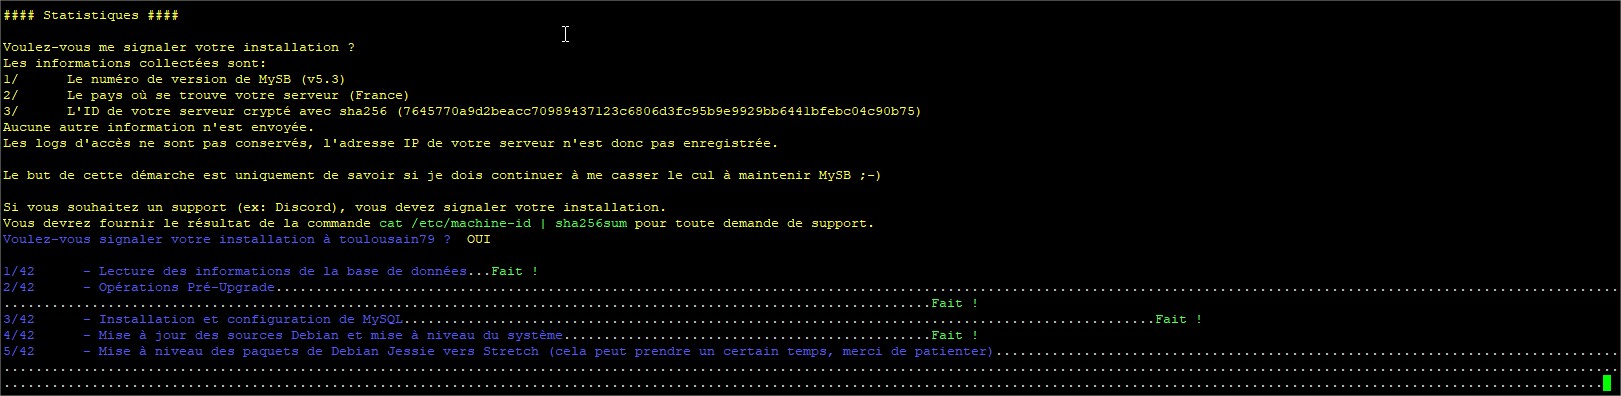 #### Statistiques ####
Voulez-vous me signaler votre installation ?
Les informations collectées sont:
1/      Le numéro de version de MySB (v5.3)
2/      Le pays où se trouve votre serveur (France)
3/      L'ID de votre serveur crypté avec sha256 (7645770a9d2beacc70989437123c6806d3fc95b9e9929bb6441bfebc04c90b75)
Aucune autre information n'est envoyée.
Les logs d'accès ne sont pas conservés, l'adresse IP de votre serveur n'est donc pas enregistrée.
Le but de cette démarche est uniquement de savoir si je dois continuer à me casser le cul à maintenir MySB ;-)
Si vous souhaitez un support (ex: Discord), vous devez signaler votre installation.
Vous devrez fournir le résultat de la commande cat /etc/machine-id | sha256sum pour toute demande de support.
Voulez-vous signaler votre installation à toulousain79 ?  OUI
1/42      - Lecture des informations de la base de données...Fait !
2/42      - Opérations Pré-Upgrade........................................................................................................................................................................
....................................................................................................................Fait !
3/42      - Installation et configuration de MySQL..............................................................................................Fait !
4/42      - Mise à jour des sources Debian et mise à niveau du système..............................................Fait !
5/42      - Mise à niveau des paquets de Debian Jessie vers Stretch (cela peut prendre un certain temps, merci de patienter)..............................................................................
..........................................................................................................................................................................................................
........................................................................................................................................................................................................